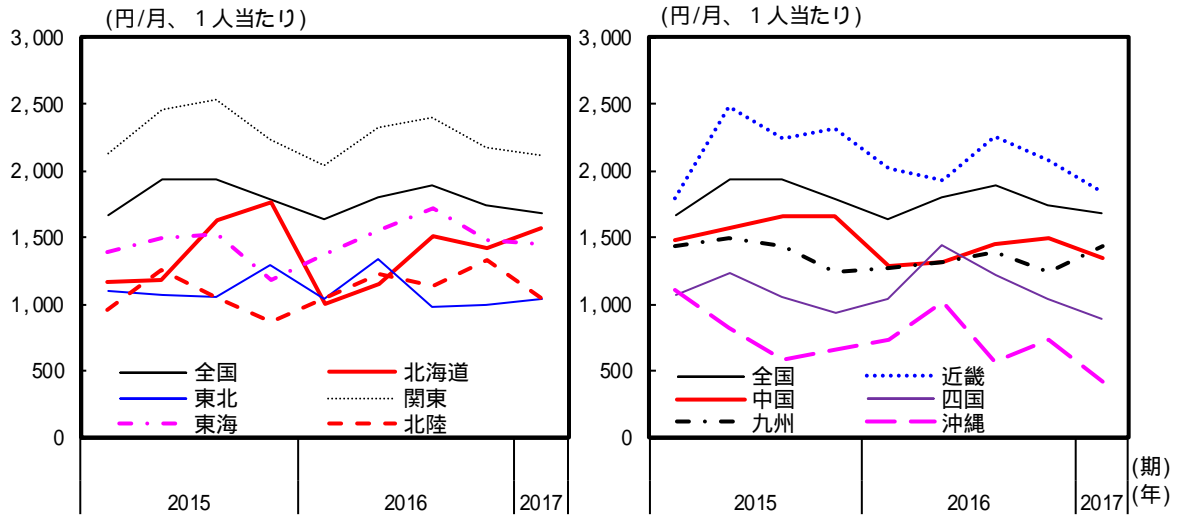 (円/月、１人当たり)
3,000
2,500
2,000
1,500
1,000
500
0
全国 北海道
東北 関東
東海 北陸
2015 2016 2017
(円/月、１人当たり)
3,000
2,500
2,000
1,500
1,000
500
0
全国 近畿
中国 四国
九州 沖縄
2015 2016 2017
(期)
(年)